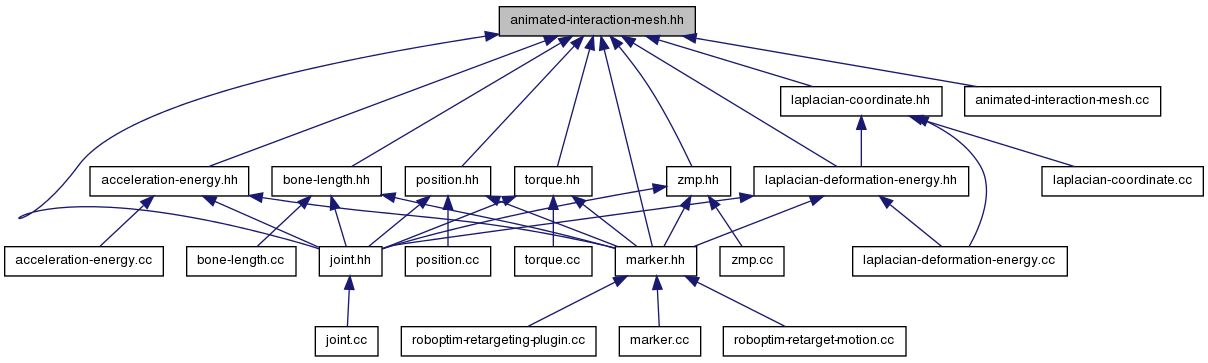 animated-interaction-mesh.hh
laplacian-coordinate.hh
animated-interaction-mesh.cc
acceleration-energy.hh
bone-length.hh
position.hh
torque.hh
zmp.hh
laplacian-deformation-energy.hh
laplacian-coordinate.cc
acceleration-energy.cc
bone-length.cc
joint.hh
position.cc
torque.cc
marker.hh
zmp.cc
laplacian-deformation-energy.cc
joint.cc
roboptim-retargeting-plugin.cc
marker.cc
roboptim-retarget-motion.cc